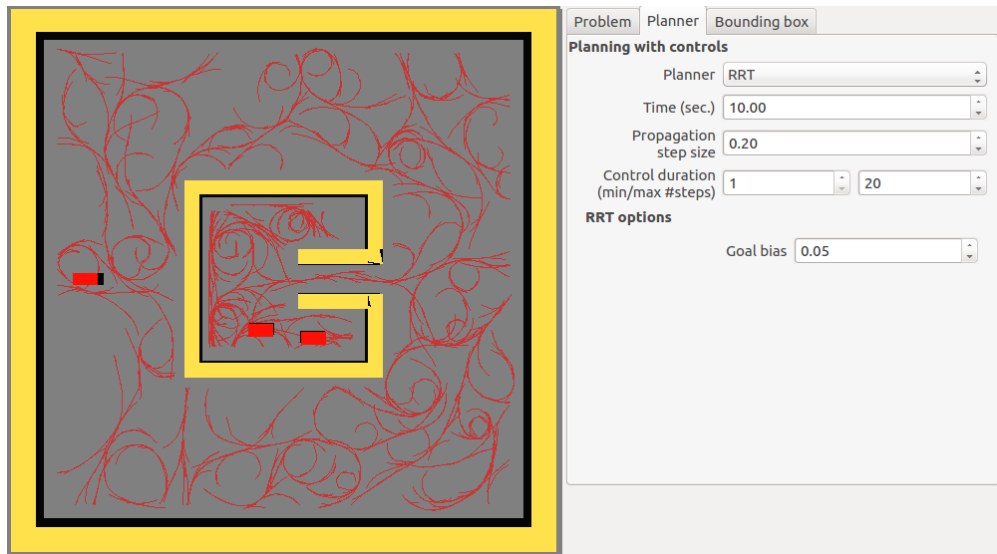 Problem Planner Bounding box
Planning with controls
Planner RRT
Time (sec.) 10.00
Propagation
step size 0.20
Control duration
(min/max #steps) 1 20
RRT options
Goal bias 0.05